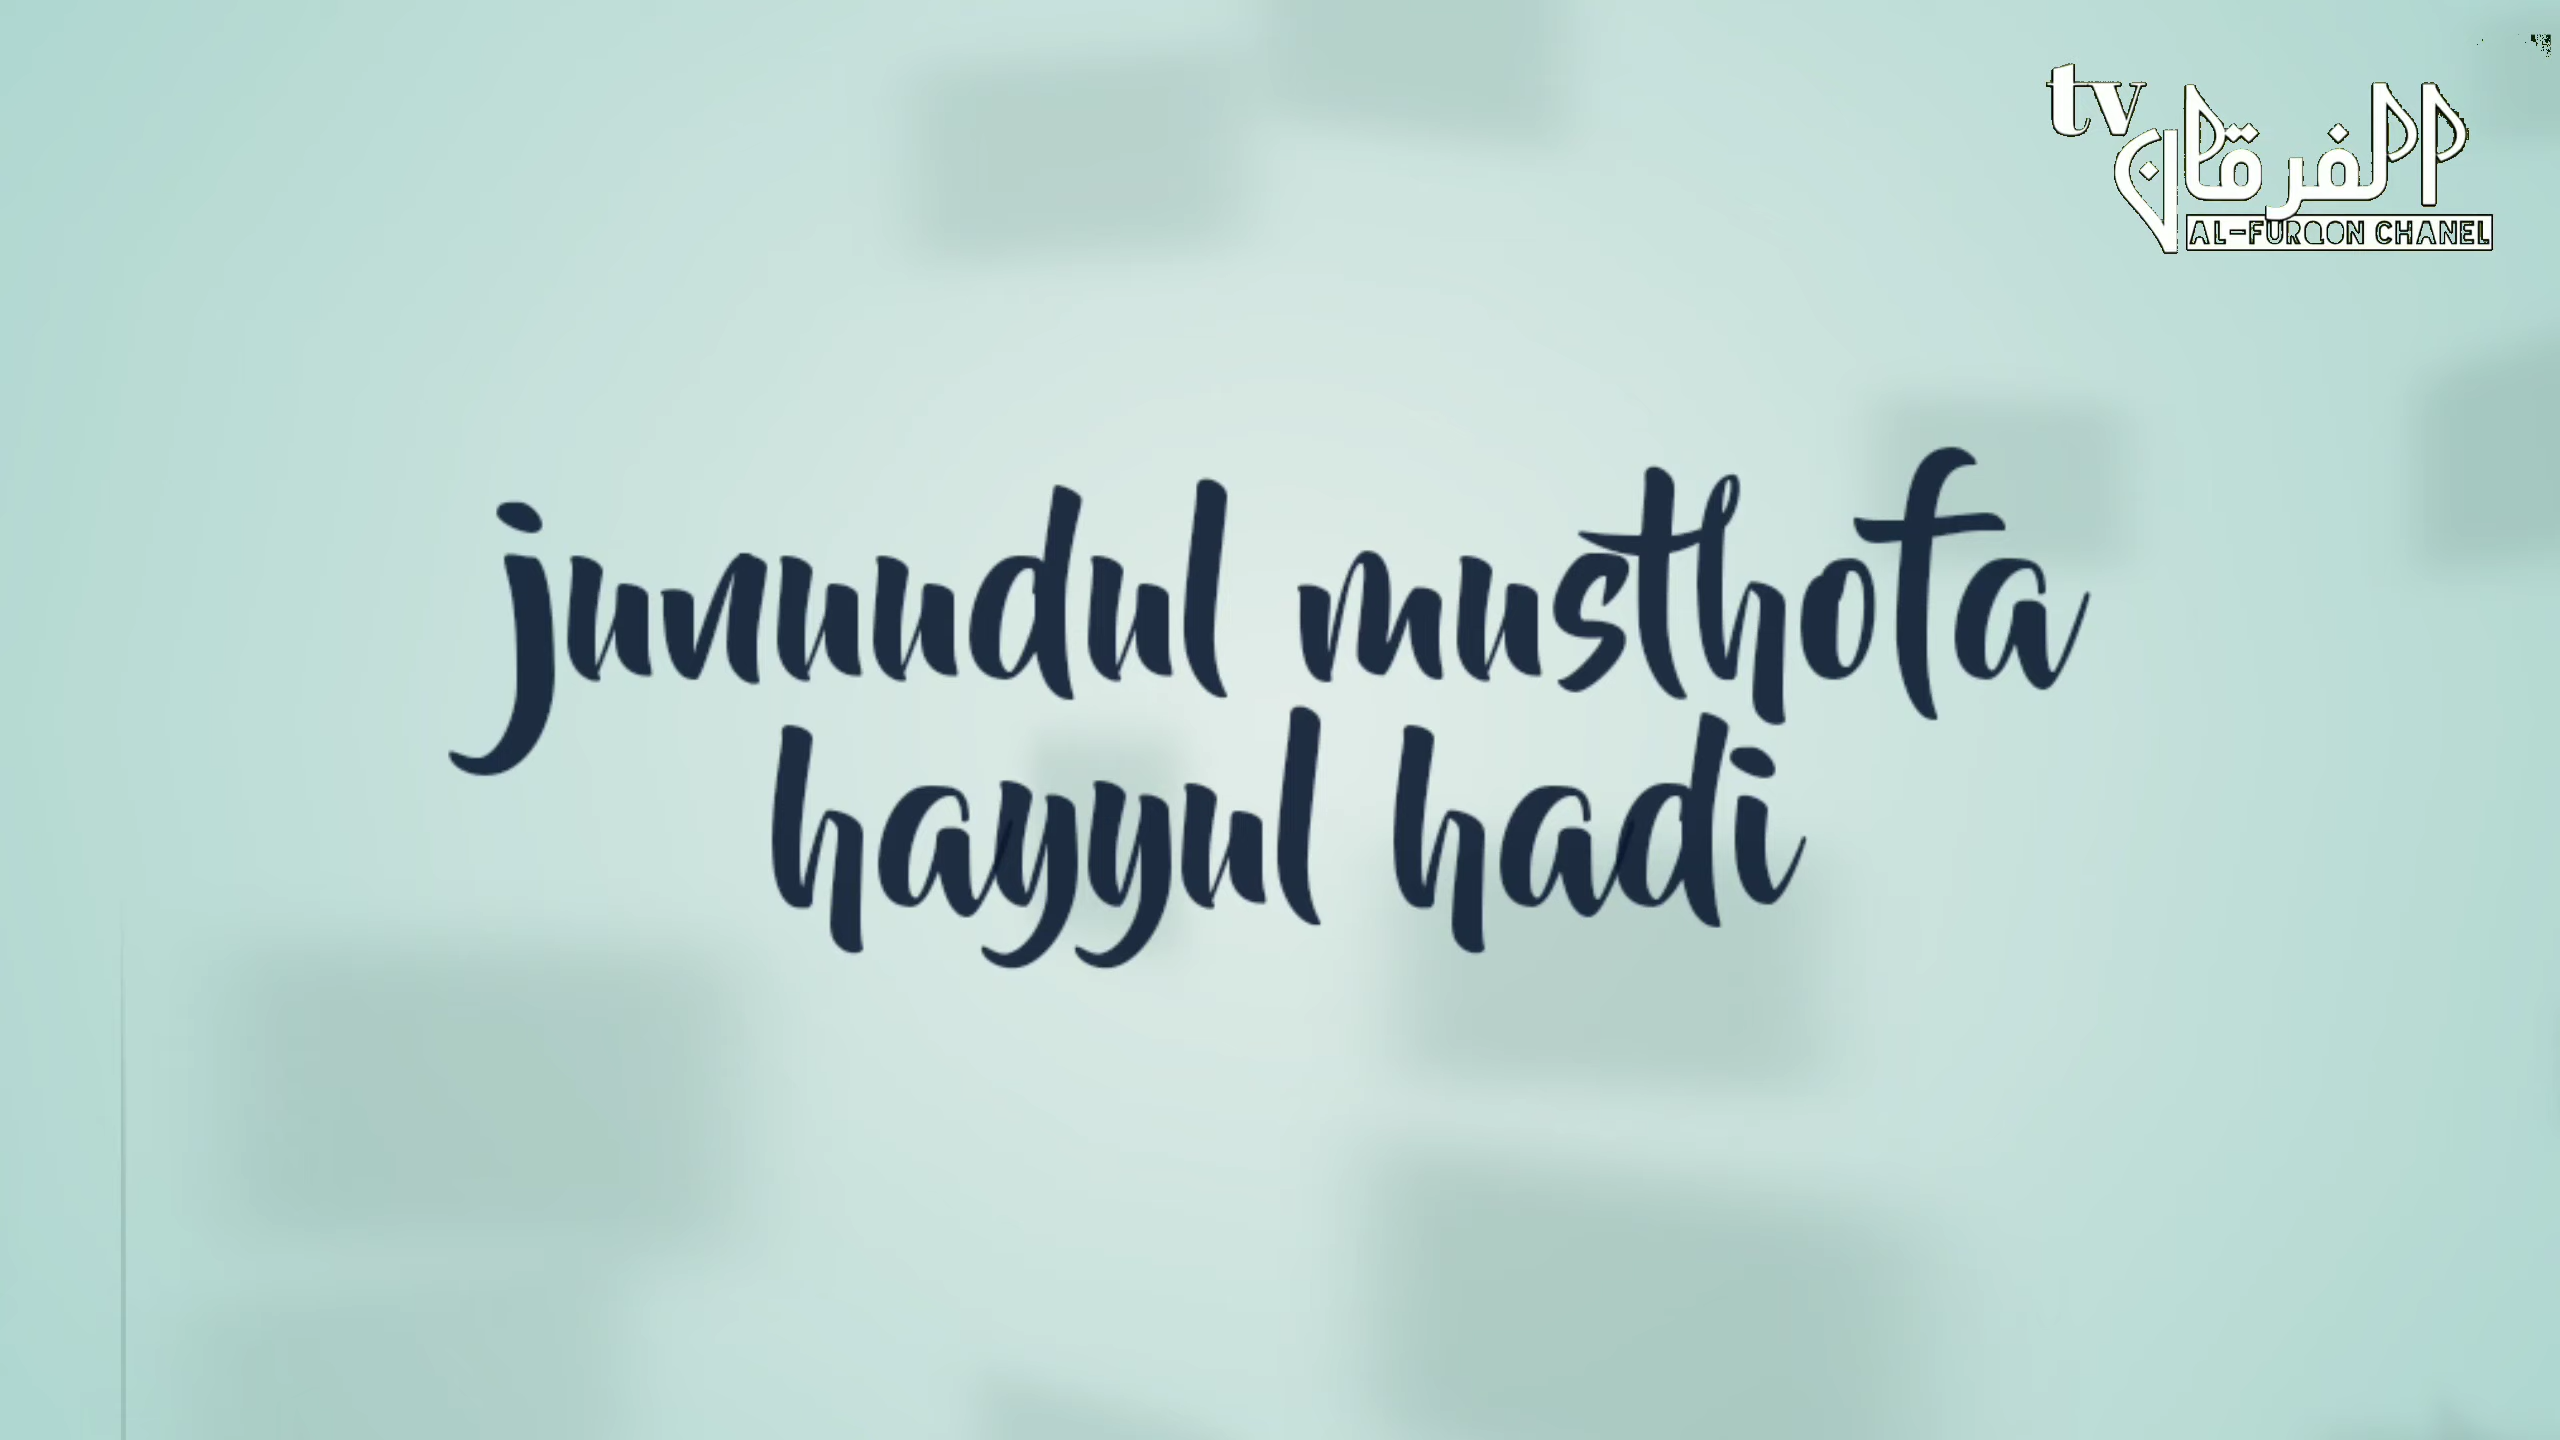 tv
الفرقان
AL-FURQON CHANEL
junuudul musthofa
hayyul hadi